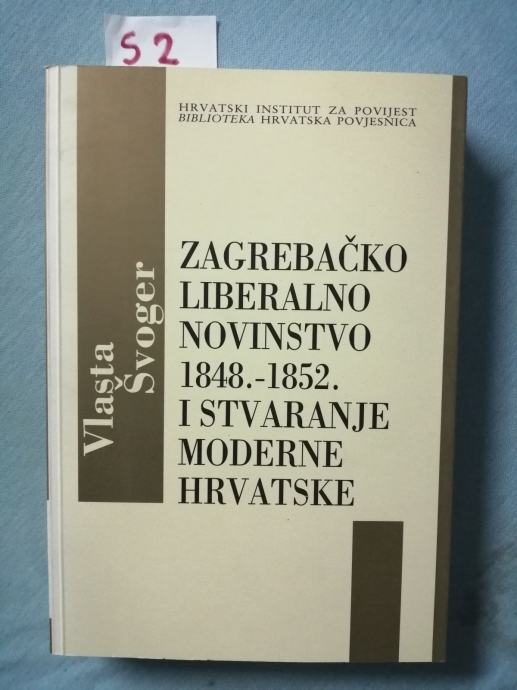 S 2
HRVATSKI INSTITUT ZA POVIJEST
BIBLIOTEKA HRVATSKA POVJESNICA
Vlasta
Švoger
ZAGREBAČKO
LIBERALNO
NOVINSTVO
1848.-1852.
I STVARANJE
MODERNE
HRVATSKE